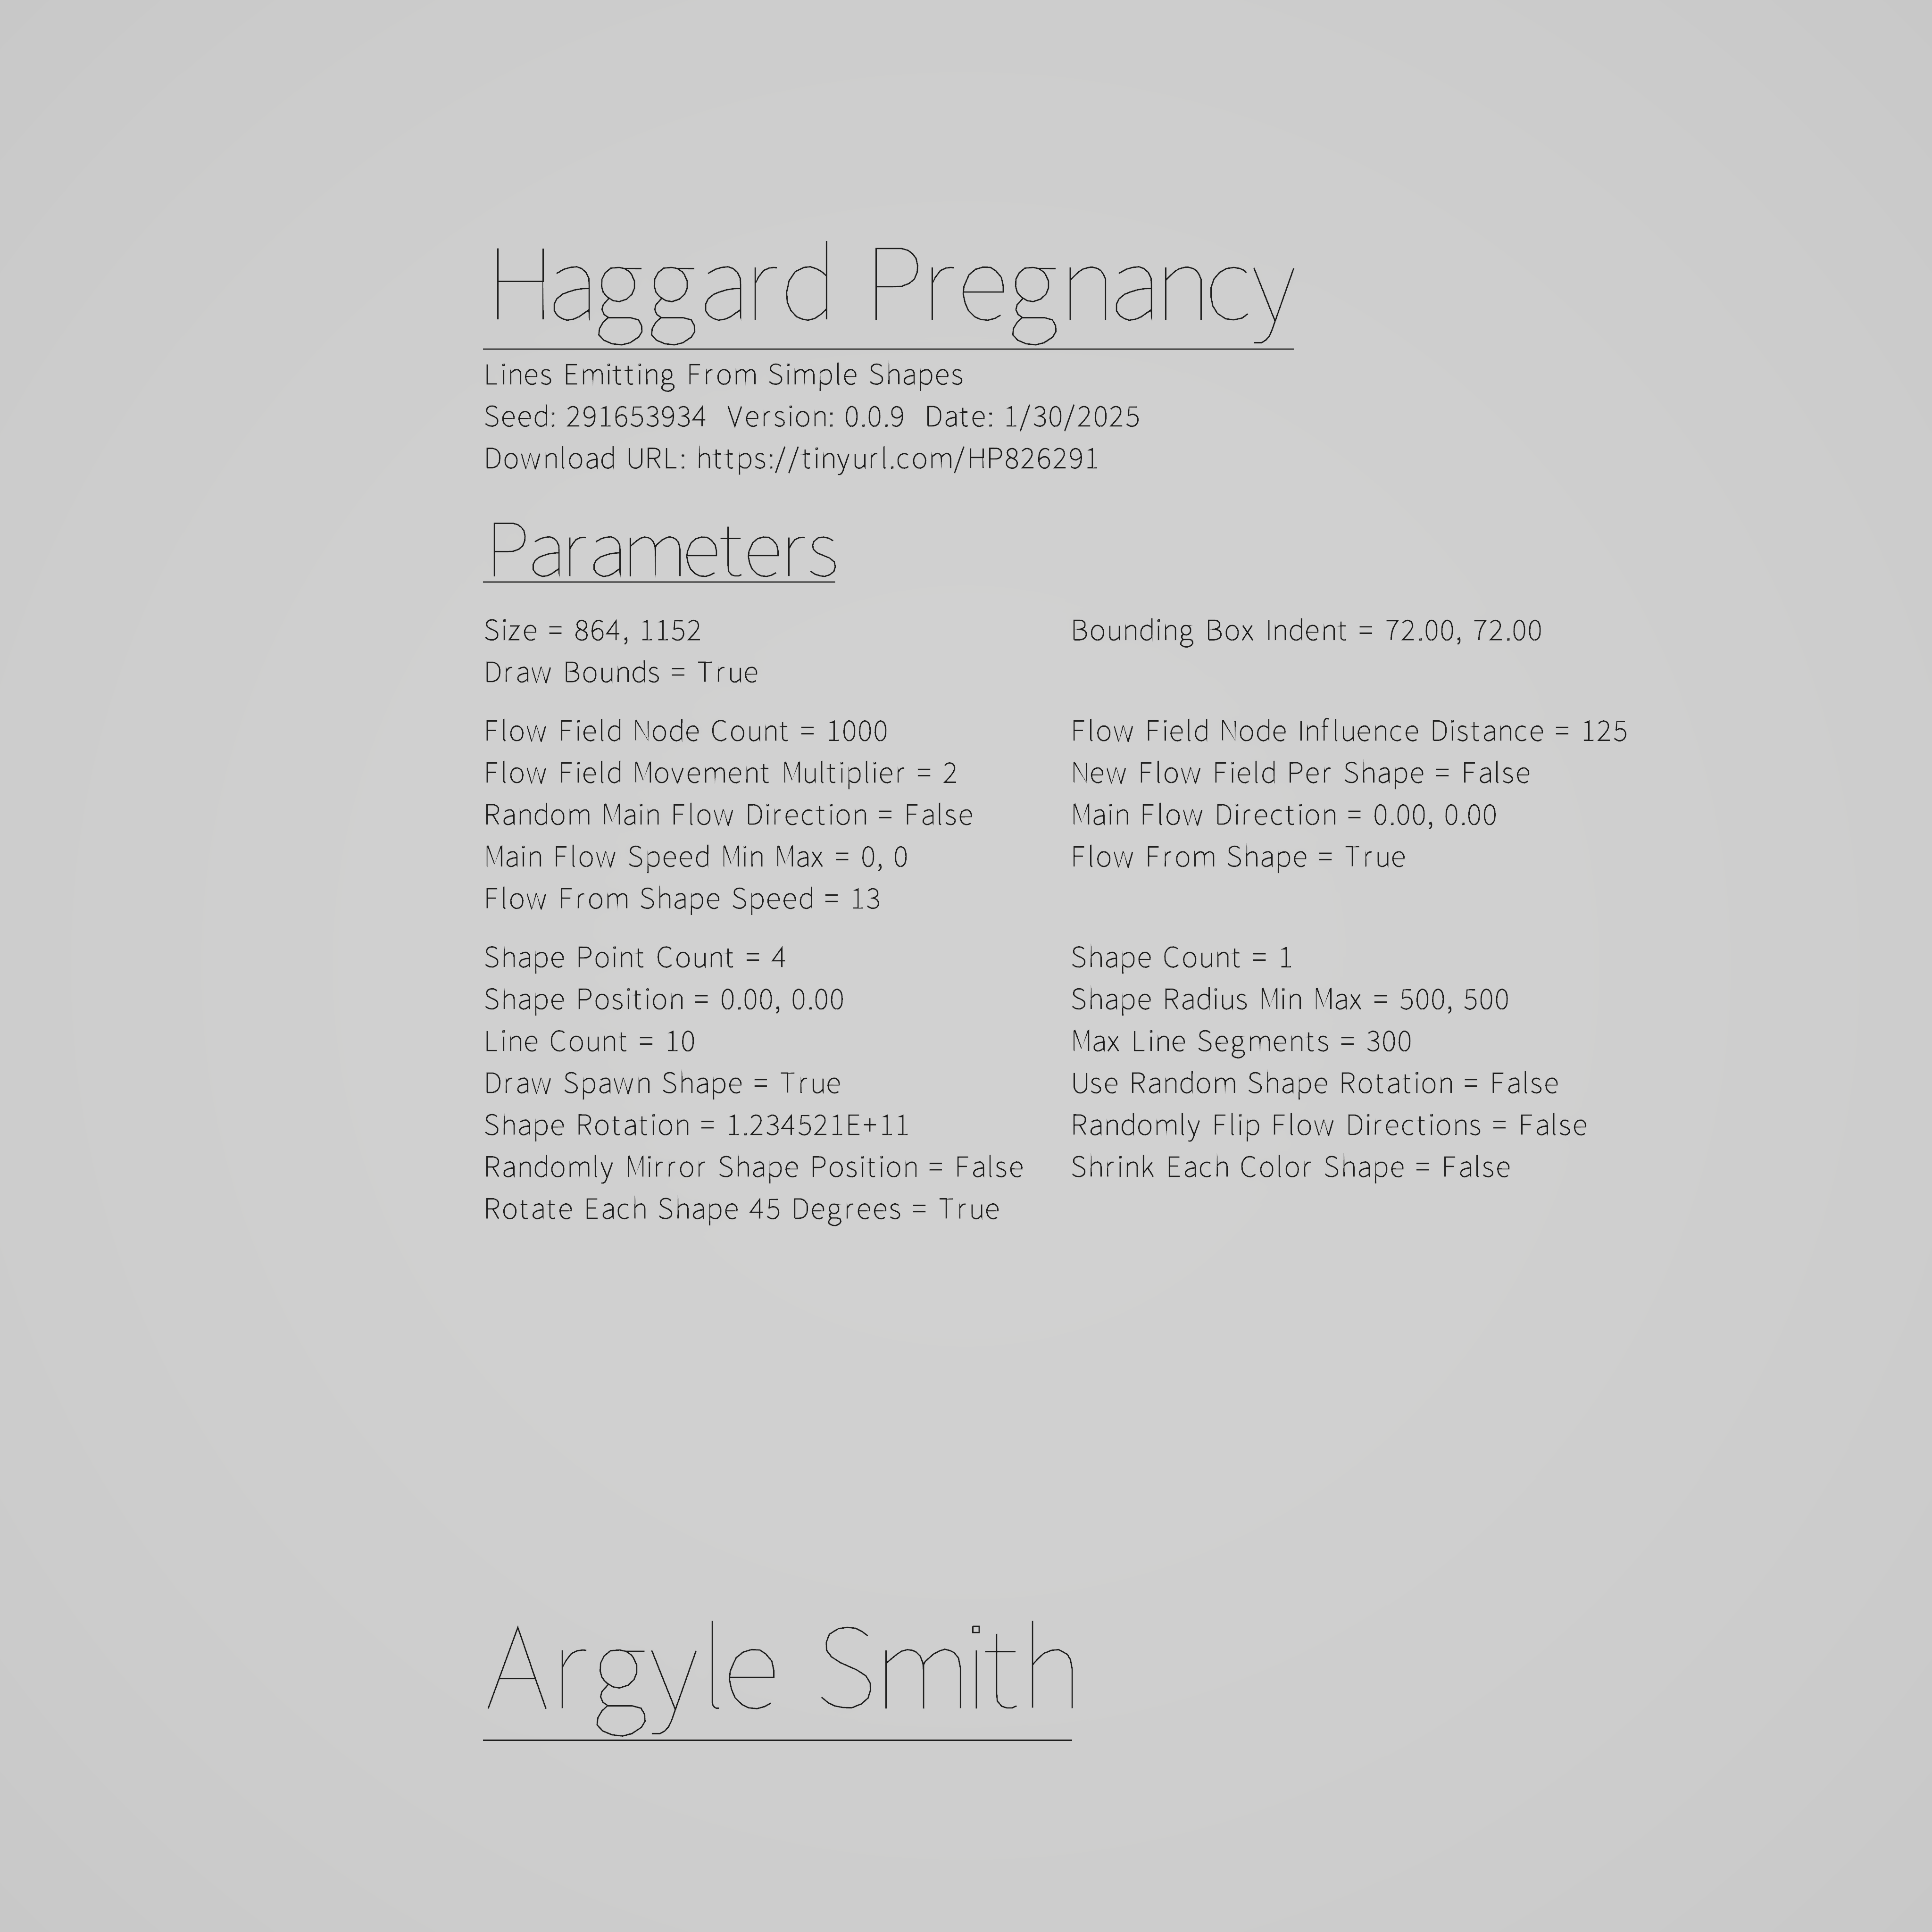 Haggard Pregnancy
Lines Emitting From Simple Shapes
Seed: 291653934  Version: 0.0.9  Date: 1/30/2025
Download URL: https://tinyurl.com/HP826291
Parameters
Size = 864, 1152
Bounding Box Indent = 72.00, 72.00
Draw Bounds = True
Flow Field Node Count = 1000
Flow Field Node Influence Distance = 125
Flow Field Movement Multiplier = 2
New Flow Field Per Shape = False
Random Main Flow Direction = False
Main Flow Direction = 0.00, 0.00
Main Flow Speed Min Max = 0, 0
Flow From Shape = True
Flow From Shape Speed = 13
Shape Point Count = 4
Shape Count = 1
Shape Position = 0.00, 0.00
Shape Radius Min Max = 500, 500
Line Count = 10
Max Line Segments = 300
Draw Spawn Shape = True
Use Random Shape Rotation = False
Shape Rotation = 1.234521E+11
Randomly Flip Flow Directions = False
Randomly Mirror Shape Position = False
Shrink Each Color Shape = False
Rotate Each Shape 45 Degrees = True
Argyle Smith